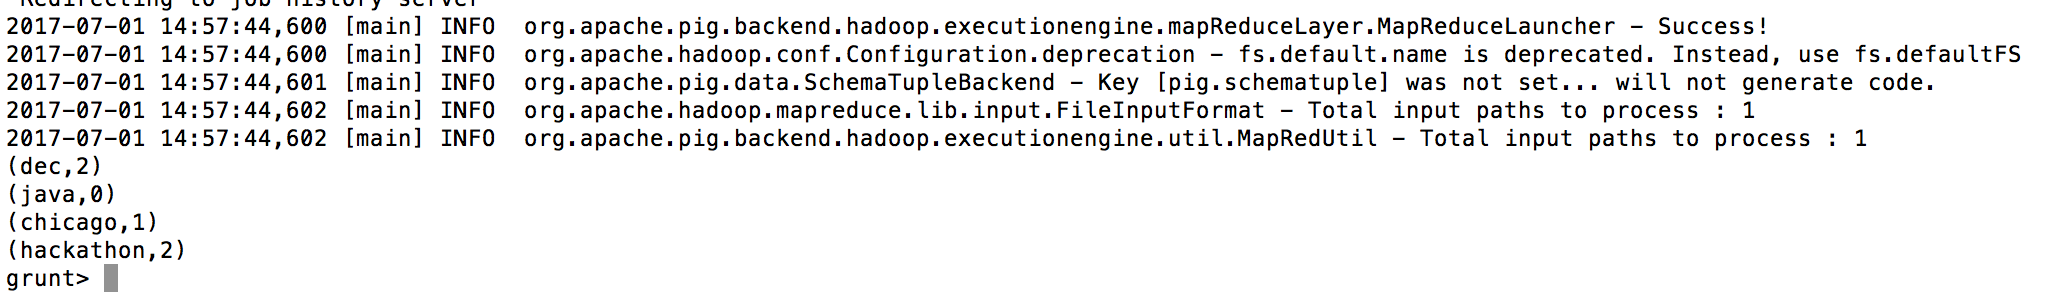 Redirecting to job history server
2017-07-01 14:57:44,600 [main] INFO  org.apache.pig.backend.hadoop.executionengine.mapReduceLayer.MapReduceLauncher - Success!
2017-07-01 14:57:44,600 [main] INFO  org.apache.hadoop.conf.Configuration.deprecation - fs.default.name is deprecated. Instead, use fs.defaultFS
2017-07-01 14:57:44,601 [main] INFO  org.apache.pig.data.SchemaTupleBackend - Key [pig.schematuple] was not set... will not generate code.
2017-07-01 14:57:44,602 [main] INFO  org.apache.hadoop.mapreduce.lib.input.FileInputFormat - Total input paths to process : 1
2017-07-01 14:57:44,602 [main] INFO  org.apache.pig.backend.hadoop.executionengine.util.MapRedUtil - Total input paths to process : 1
(dec,2)
(java,0)
(chicago,1)
(hackathon,2)
grunt>